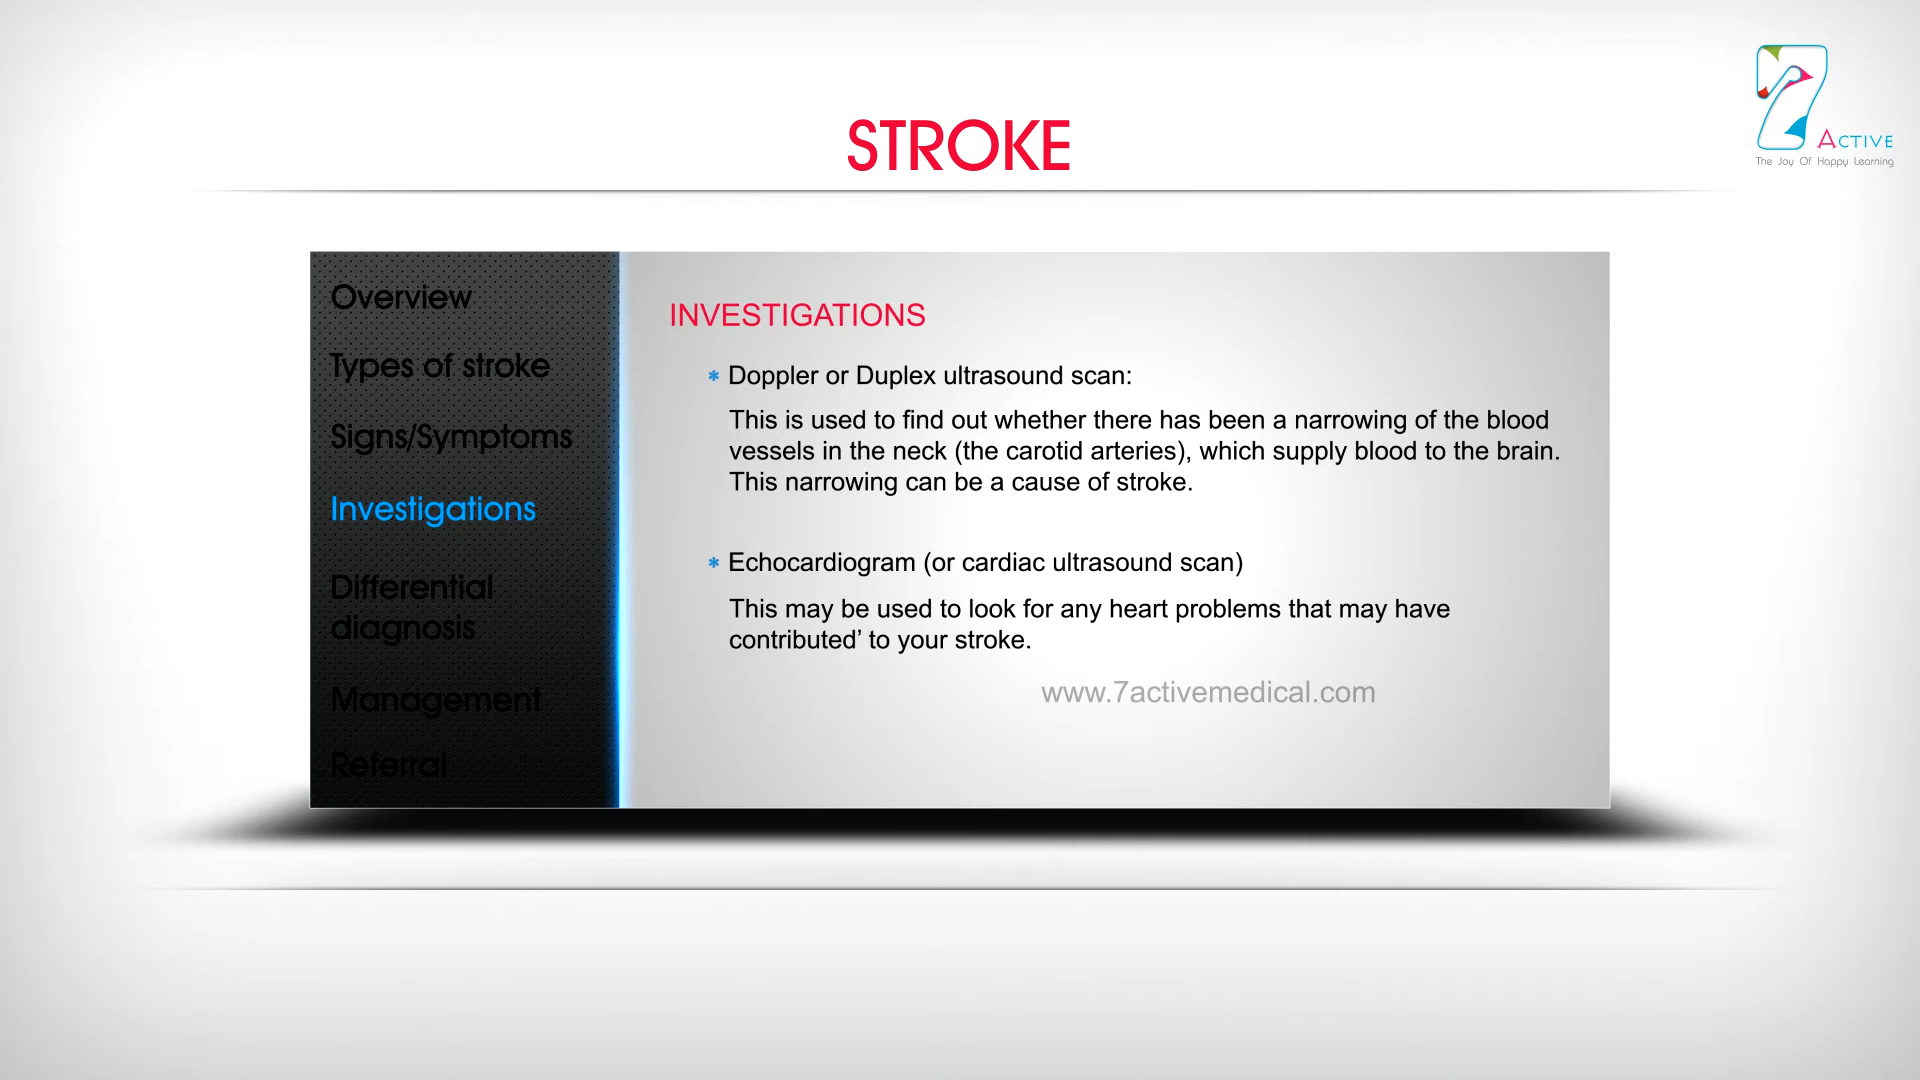 STROKE
7
ACTIVE
The Joy Of Happy Learning
Overview
Types of stroke
Signs/Symptoms
Investigations
Differential
diagnosis
Management
Referral
INVESTIGATIONS
* Doppler or Duplex ultrasound scan:
This is used to find out whether there has been a narrowing of the blood
vessels in the neck (the carotid arteries), which supply blood to the brain.
This narrowing can be a cause of stroke.
* Echocardiogram (or cardiac ultrasound scan)
This may be used to look for any heart problems that may have
contributed’ to your stroke.
www.7activemedical.com